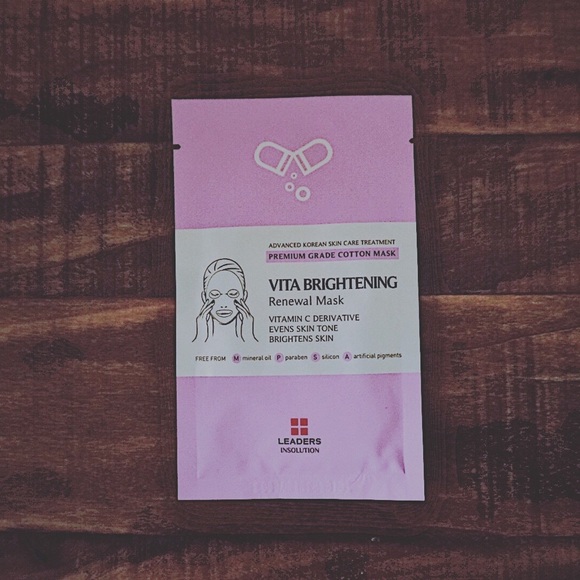 ADVANCED KOREAN SKIN CARE TREATMENT
PREMIUM GRADE COTTON MASK
VITA BRIGHTENING
Renewal Mask
VITAMIN C DERIVATIVE
EVENS SKIN TONE
BRIGHTENS SKIN
FREE FROM M mineral oil P paraben S silicon A artificial pigments
LEADERS
INSOLUTION